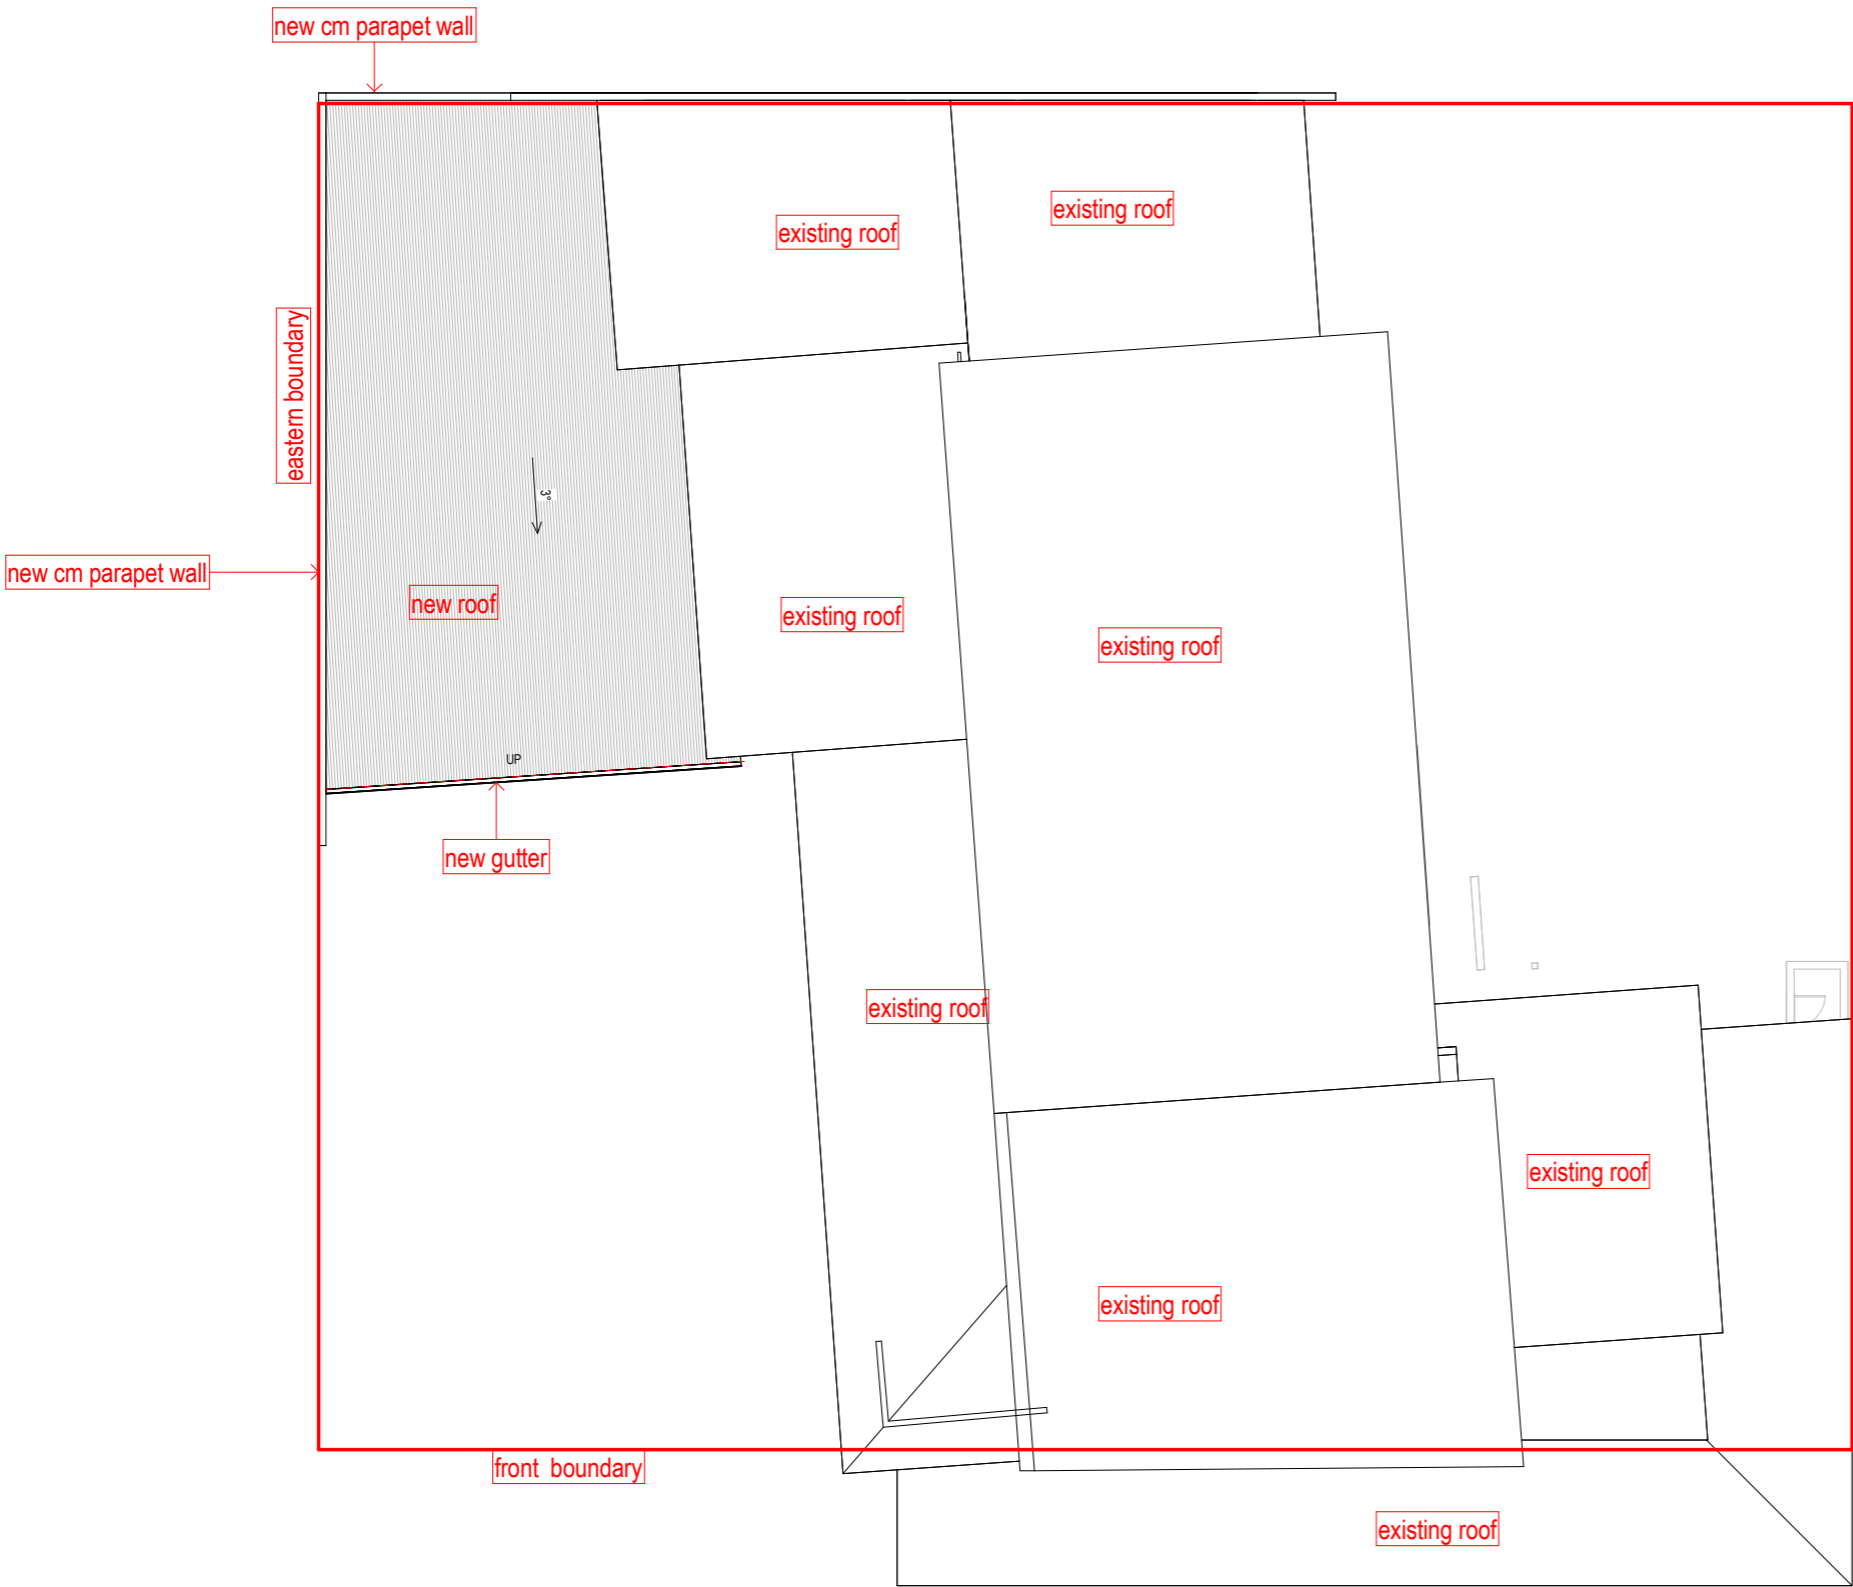 new cm parapet wall
existing roof
existing roof
eastern boundary
3°
new cm parapet wall
new roof
existing roof
existing roof
UP
new gutter
existing roof
existing roof
existing roof
front boundary
existing roof